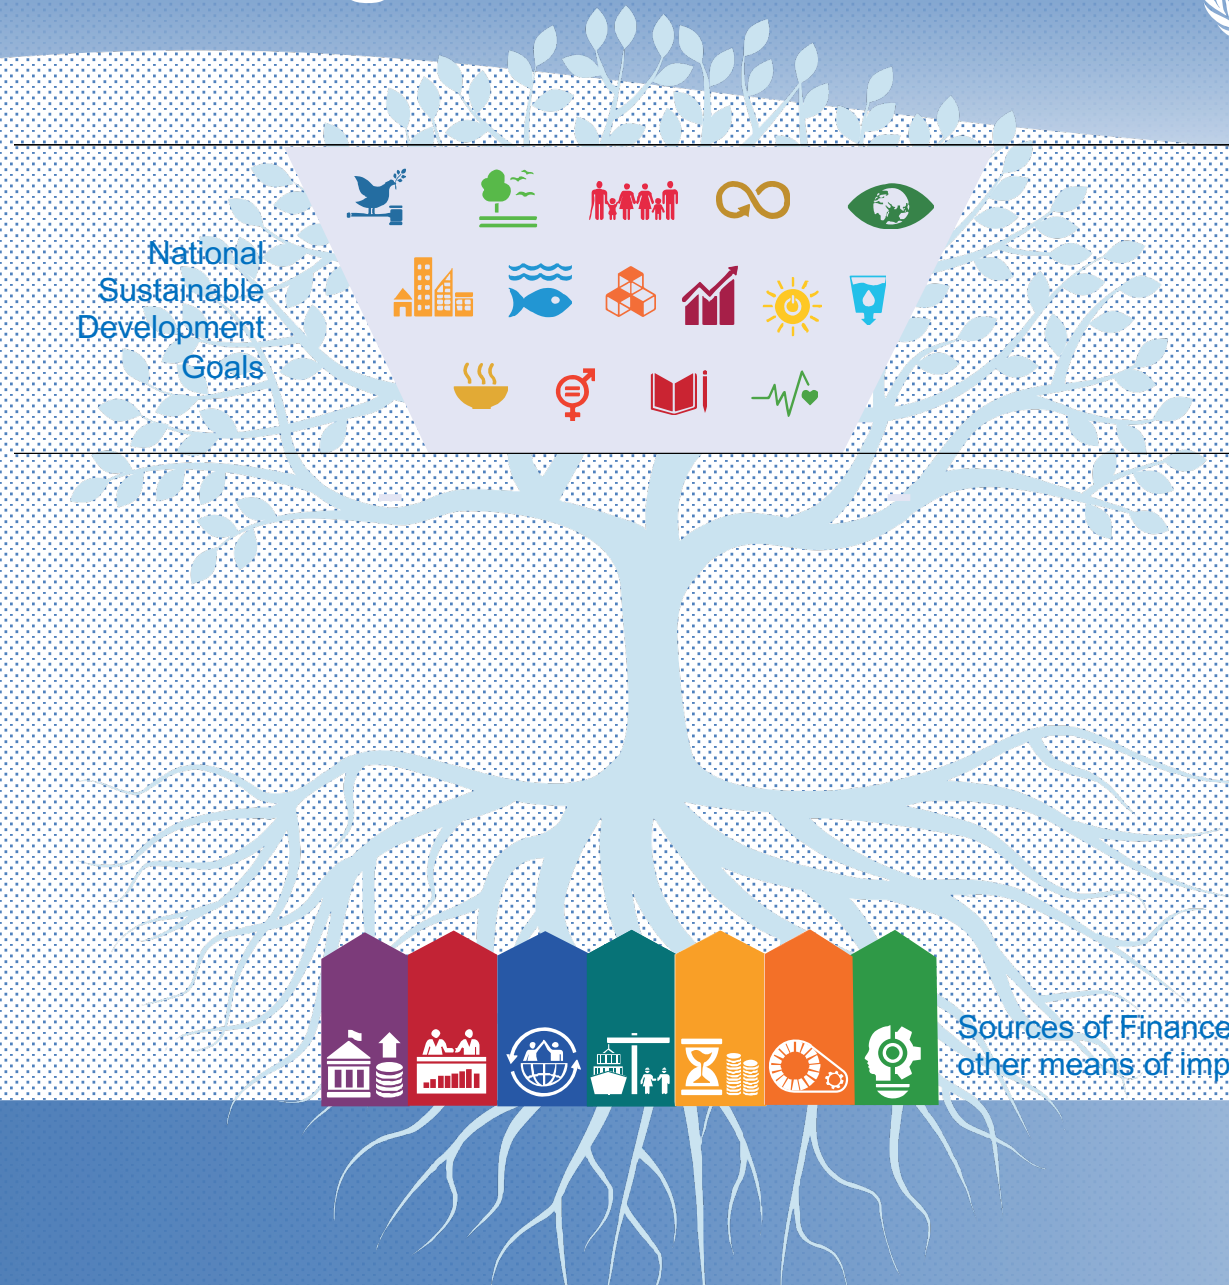 National
Sustainable
Development
Goals
Sources of Finance
other means of imp